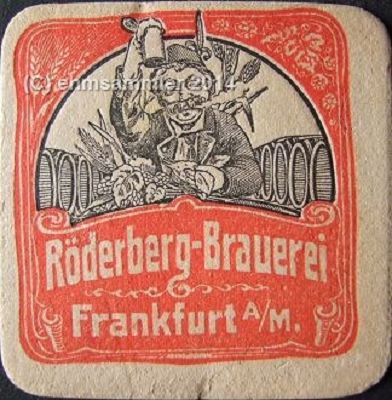 (C) ehmsammler 2014
Röderberg-Brauerei
Frankfurt A/M.